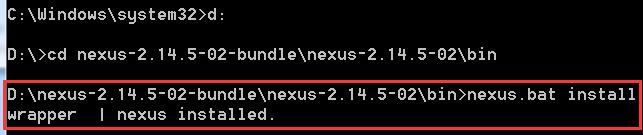 C:\Windows\system32>d:
D:\>cd nexus-2.14.5-02-bundle\nexus-2.14.5-02\bin
D:\nexus-2.14.5-02-bundle\nexus-2.14.5-02\bin>nexus.bat install
wrapper  | nexus installed.